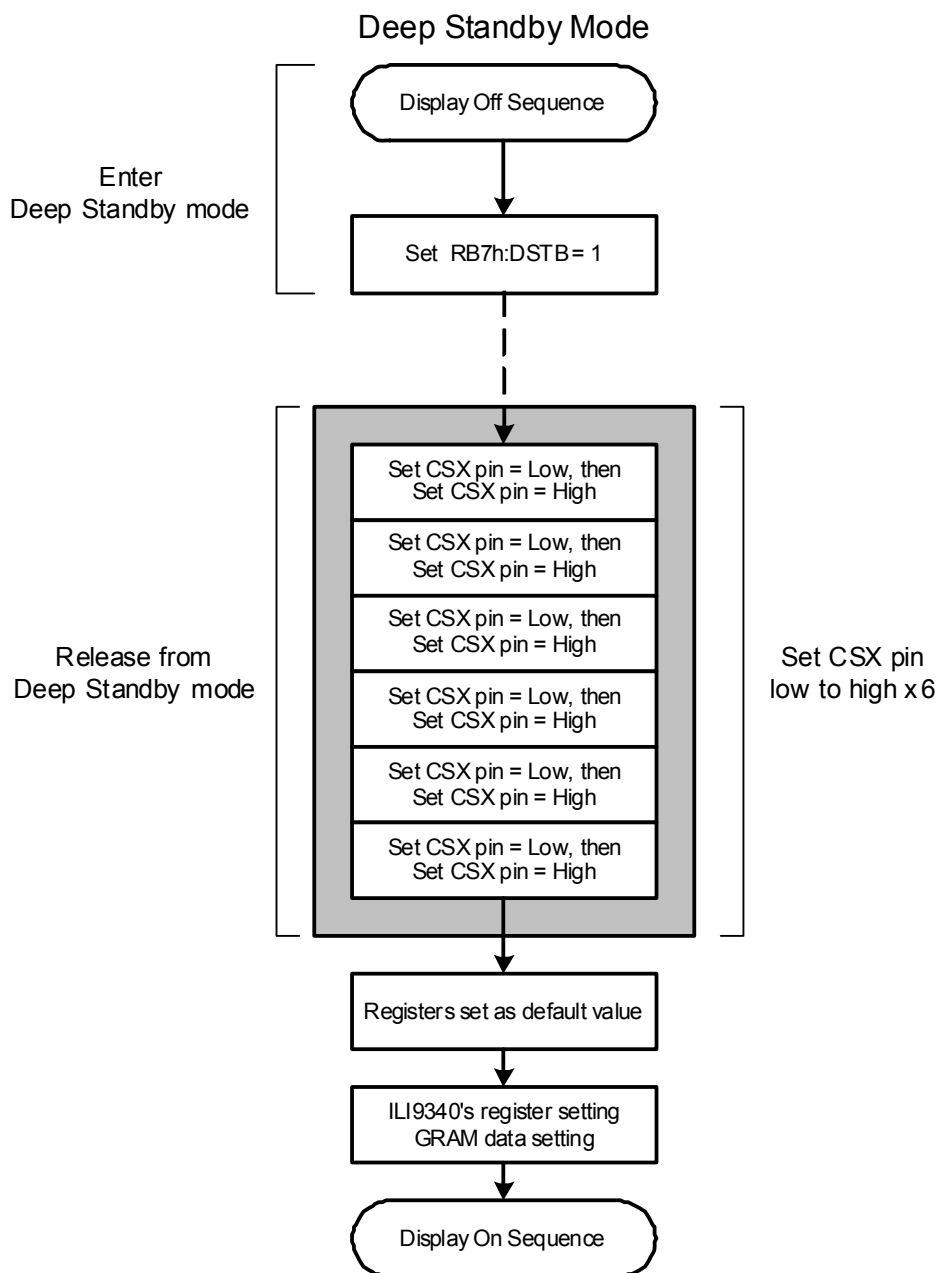 Deep Standby Mode
Display Off Sequence
Enter
Deep Standby mode
Set RB7h:DSTB = 1
Set CSX pin = Low, then
Set CSX pin = High
Set CSX pin = Low, then
Set CSX pin = High
Set CSX pin = Low, then
Set CSX pin = High
Release from
Deep Standby mode
Set CSX pin
low to high x 6
Set CSX pin = Low, then
Set CSX pin = High
Set CSX pin = Low, then
Set CSX pin = High
Set CSX pin = Low, then
Set CSX pin = High
Registers set as default value
ILI9340's register setting
GRAM data setting
Display On Sequence